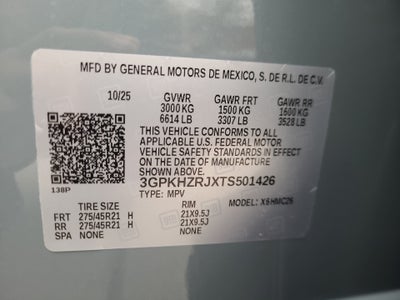 MFD BY GENERAL MOTORS DE MEXICO, S. DE R.L. DE C.V.
10/25 GVWR GAWR FRT GAWR RR
3000 KG 1500 KG 1600 KG
6614 LB 3307 LB 3528 LB
THIS VEHICLE CONFORMS TO ALL
APPLICABLE U.S. FEDERAL MOTOR
VEHICLE SAFETY STANDARDS IN EFFECT
ON THE DATE OF MANUFACTURE
SHOWN ABOVE.
3GPKHZRJXTS501426
TYPE: MPV
138P
MODEL: X6HMC26
TIRE SIZE RIM
FRT 275/45R21 H 21X9.5J
RR 275/45R21 H 21X9.5J
SPA NONE NONE